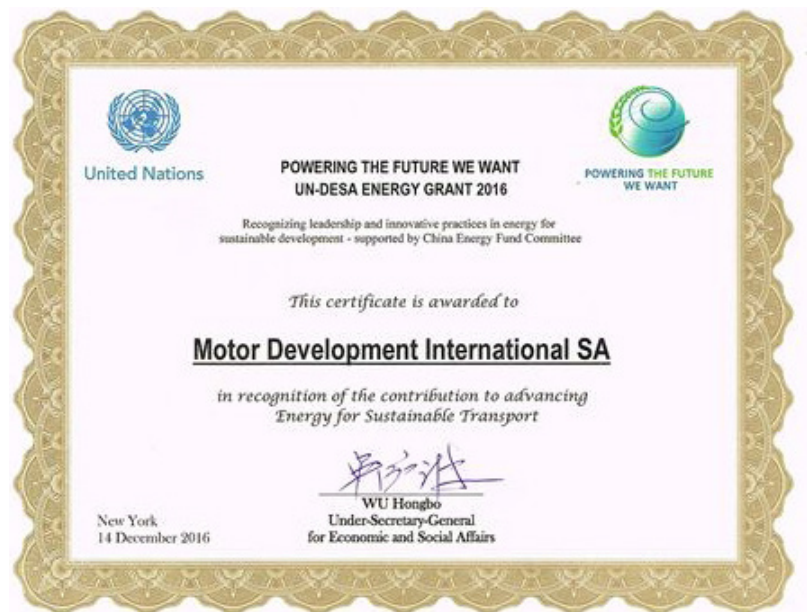 United Nations
POWERING THE FUTURE
WE WANT
POWERING THE FUTURE WE WANT
UN-DESA ENERGY GRANT 2016
Recognizing leadership and innovative practices in energy for
sustainable development - supported by China Energy Fund Committee
This certificate is awarded to
Motor Development International SA
in recognition of the contribution to advancing
Energy for Sustainable Transport
WU Hongbo
Under-Secretary-General
for Economic and Social Affairs
New York
14 December 2016